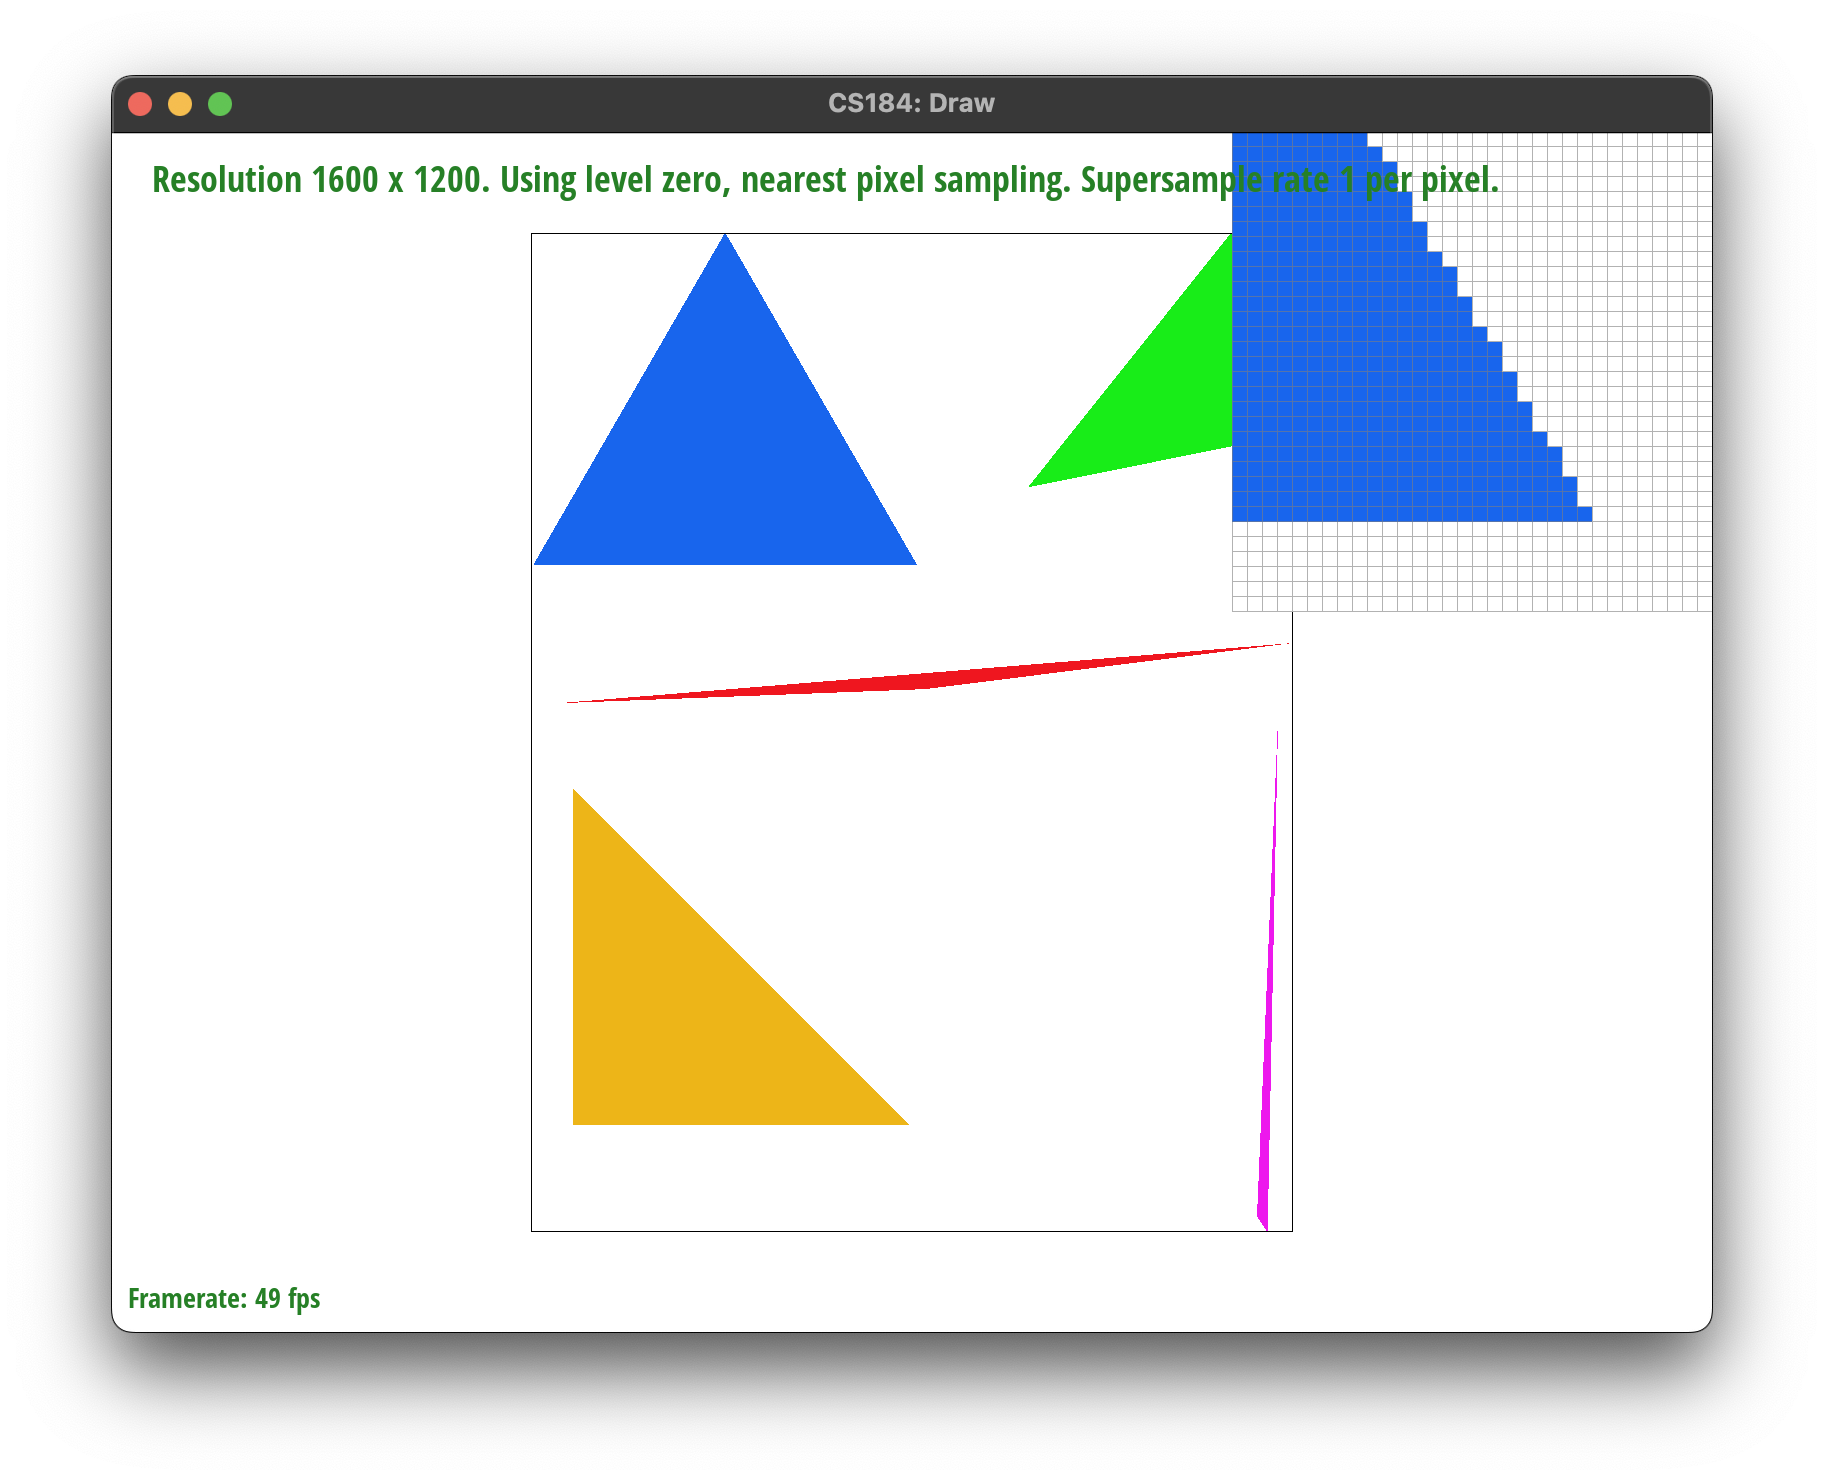 CS184: Draw
Resolution 1600 x 1200. Using level zero, nearest pixel sampling. Supersample rate 1 per pixel.
Framerate: 49 fps